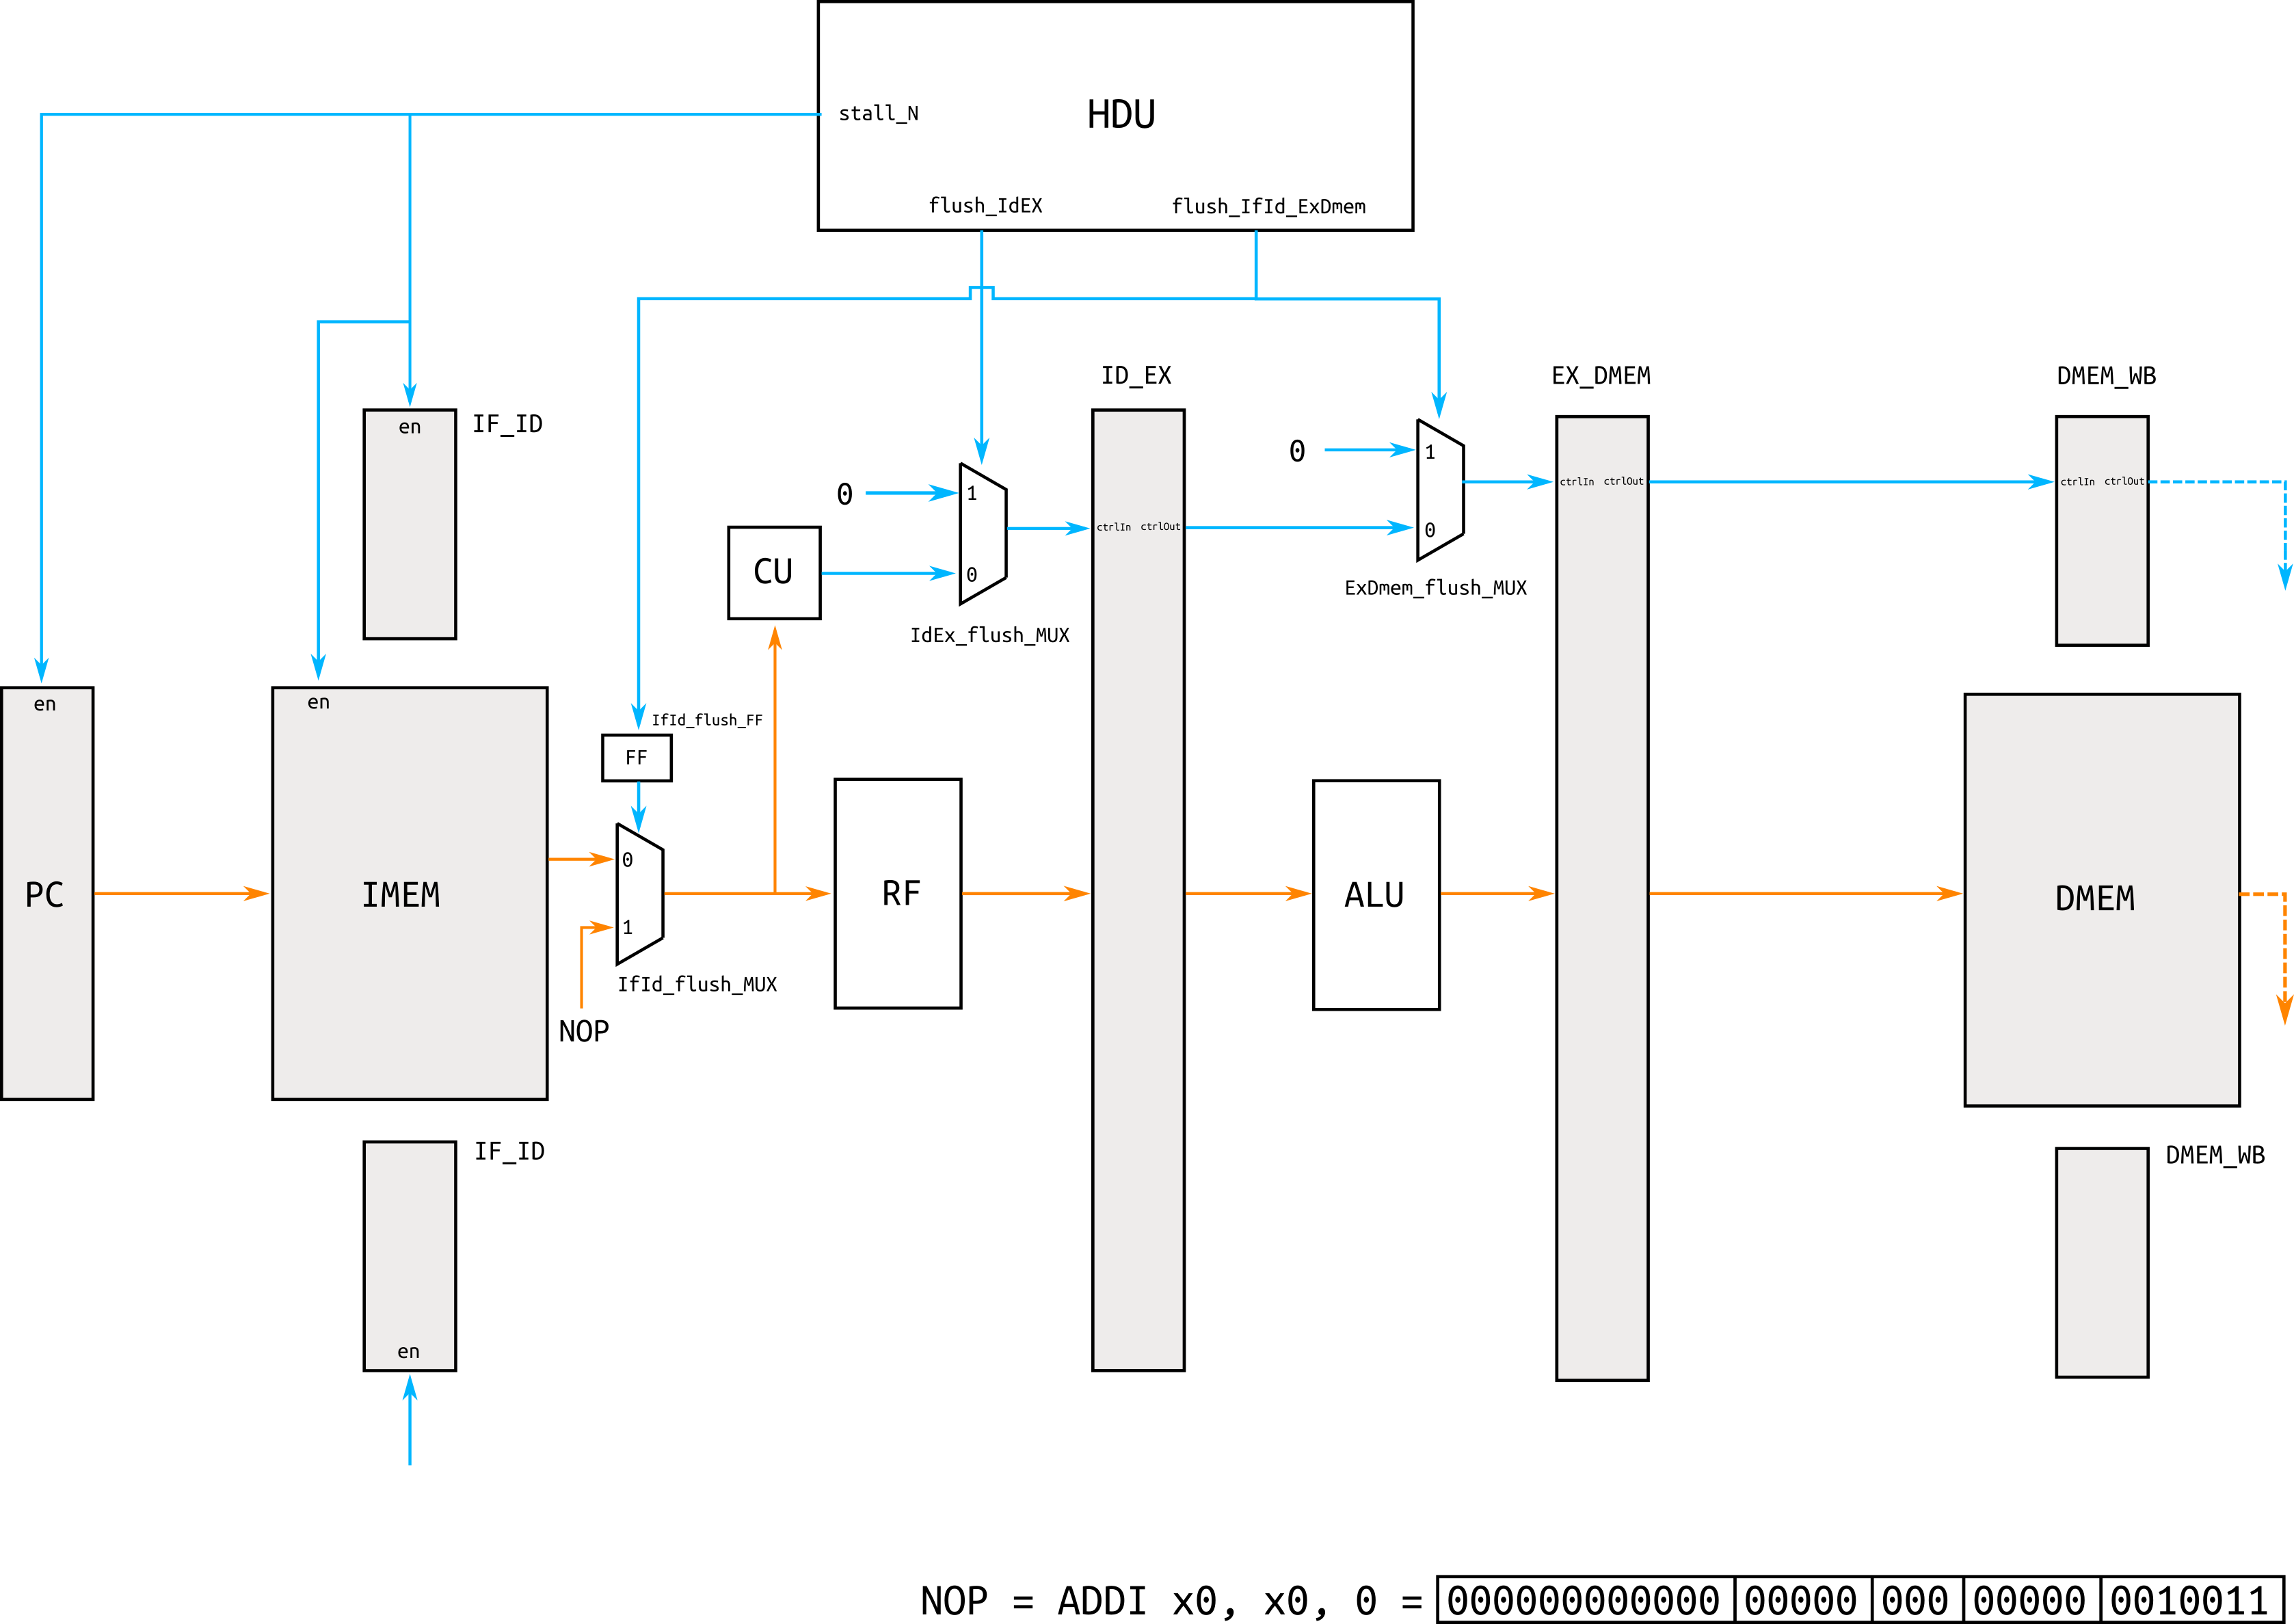 HDU
stall_N
flush_IdEX
flush_IfId_ExDmem
ID_EX
EX_DMEM
DMEM_WB
en
IF_ID
0
1
0
1
0
ctrlIn ctrlOut
ctrlIn ctrlOut
ctrlIn ctrlOut
CU
0
ExDmem_flush_MUX
IdEx_flush_MUX
en
en
IfId_flush_FF
FF
0
PC
IMEM
RF
ALU
DMEM
1
IfId_flush_MUX
NOP
IF_ID
DMEM_WB
en
NOP = ADDI x0, x0, 0 = 000000000000 00000 000 00000 0010011